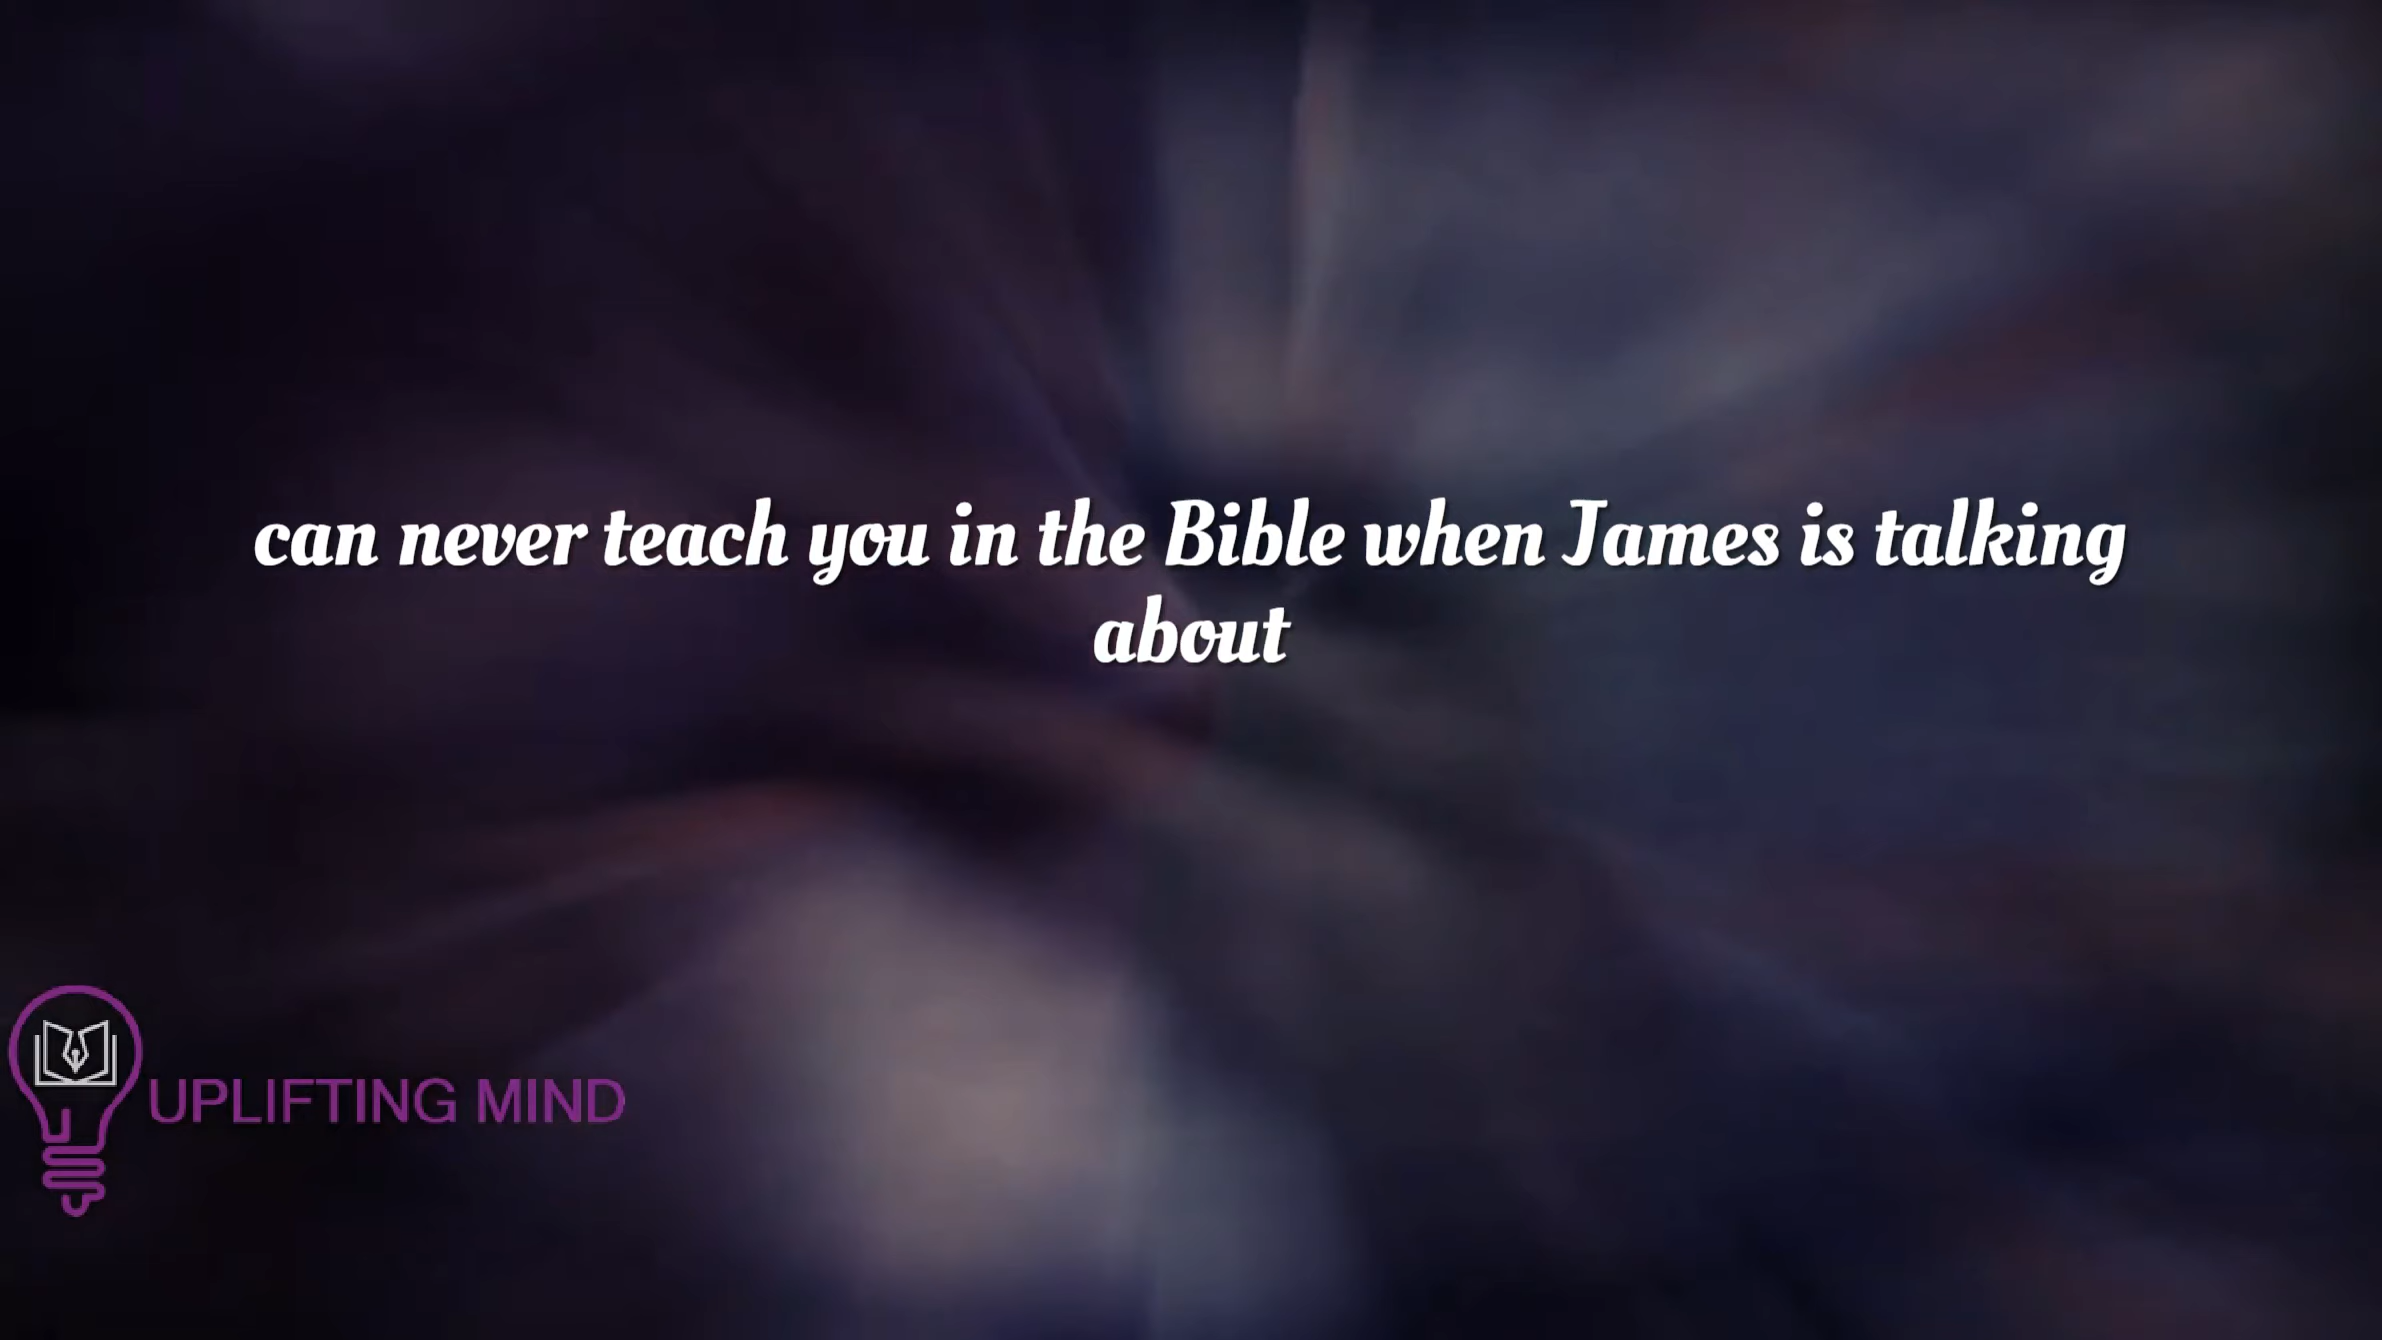 can never teach you in the Bible when James is talking
about
UPLIFTING MIND